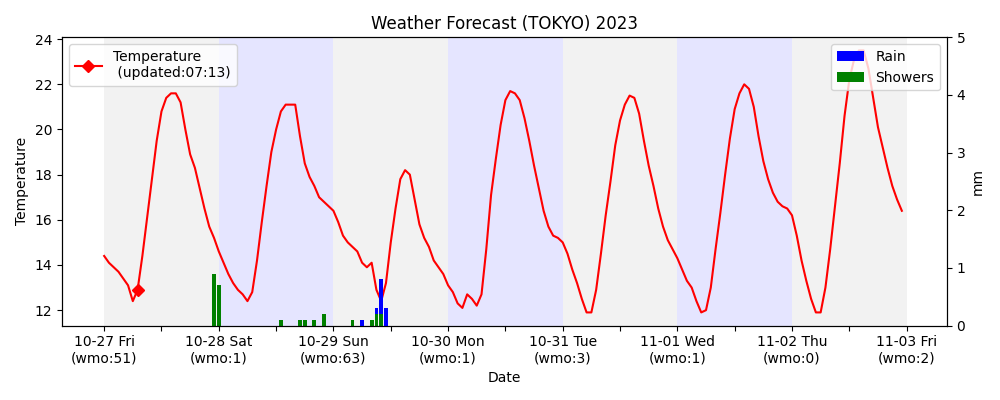 Weather Forecast (TOKYO) 2023
Temperature
(updated:07:13)
Rain
Showers
24
22
20
18
16
14
12
Temperature
5
4
3
2
1
0
mm
10-27 Fri
(wmo:51)
10-28 Sat
(wmo:1)
10-29 Sun
(wmo:63)
10-30 Mon
(wmo:1)
10-31 Tue
(wmo:3)
11-01 Wed
(wmo:1)
11-02 Thu
(wmo:0)
11-03 Fri
(wmo:2)
Date